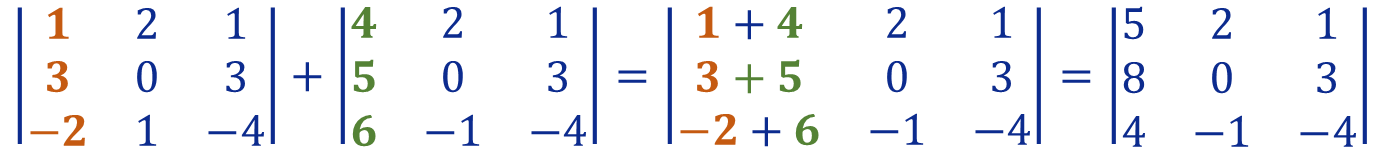 |1 2 1| |4 2 1| |1 + 4 2 1| |5 2 1|
|3 0 3| + |5 0 3| = |3 + 5 0 3| = |8 0 3|
|−2 1 −4| |6 −1 −4| |−2 + 6 −1 −4| |4 −1 −4|